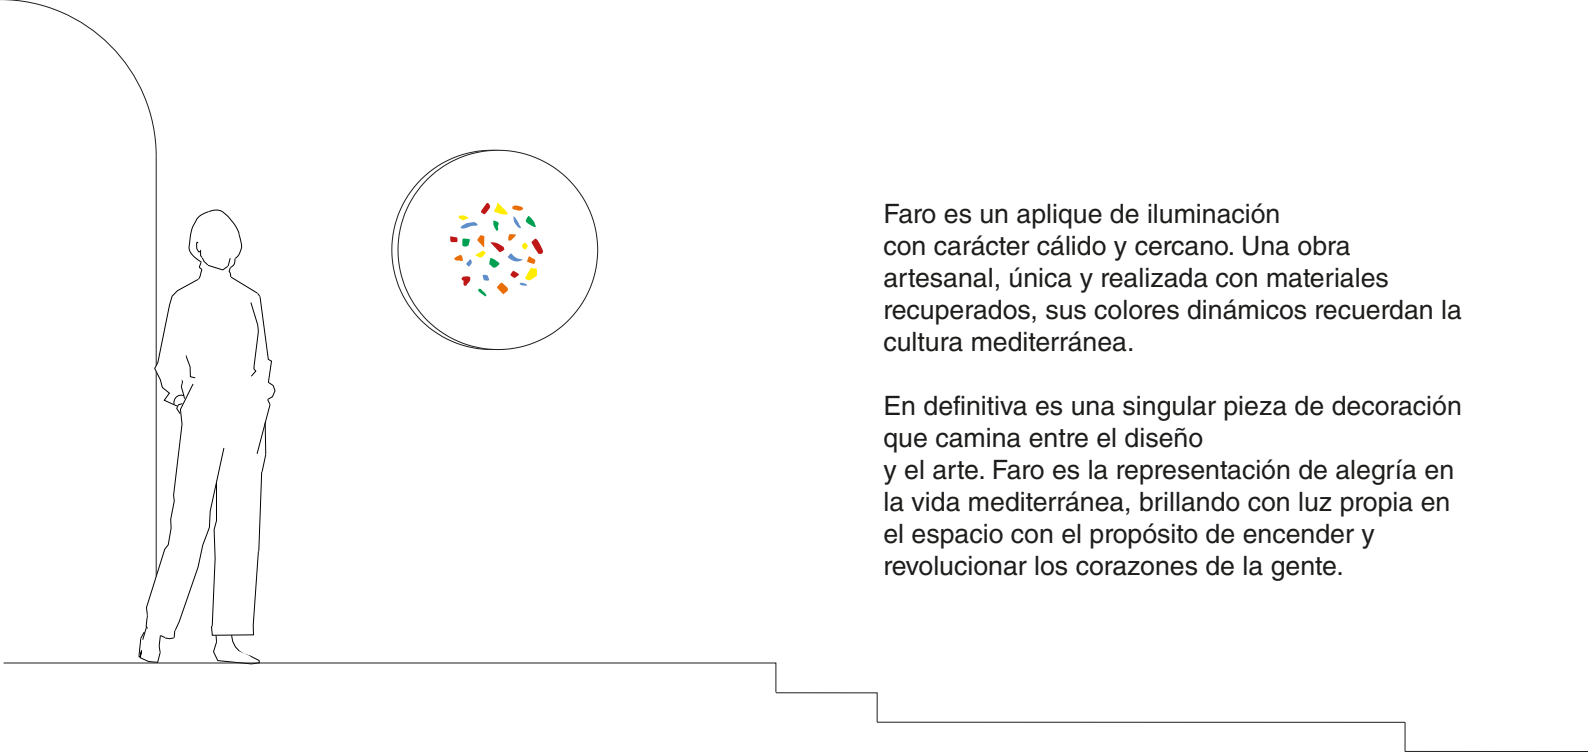 Faro es un aplique de iluminación
con carácter cálido y cercano. Una obra
artesanal, única y realizada con materiales
recuperados, sus colores dinámicos recuerdan la
cultura mediterránea.
En definitiva es una singular pieza de decoración
que camina entre el diseño
y el arte. Faro es la representación de alegría en
la vida mediterránea, brillando con luz propia en
el espacio con el propósito de encender y
revolucionar los corazones de la gente.